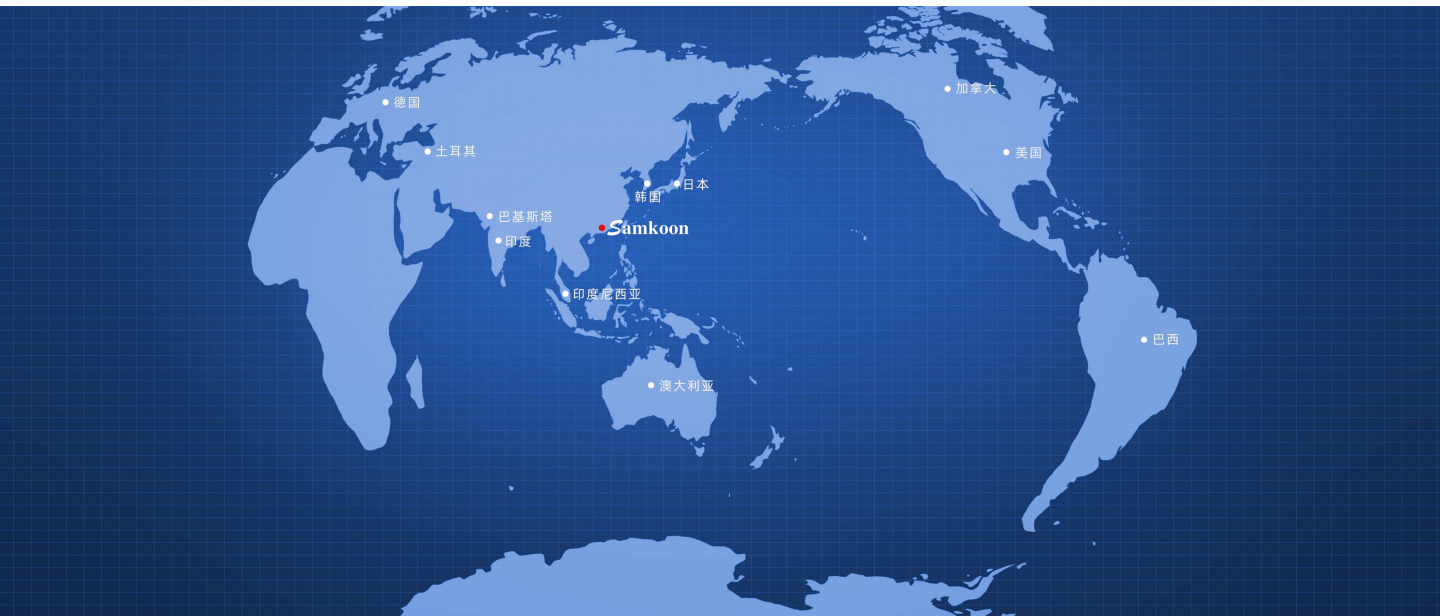 加拿大
德国
土耳其
美国
日本
韩国
巴基斯塔
Samkoon
印度
印度尼西亚
巴西
澳大利亚